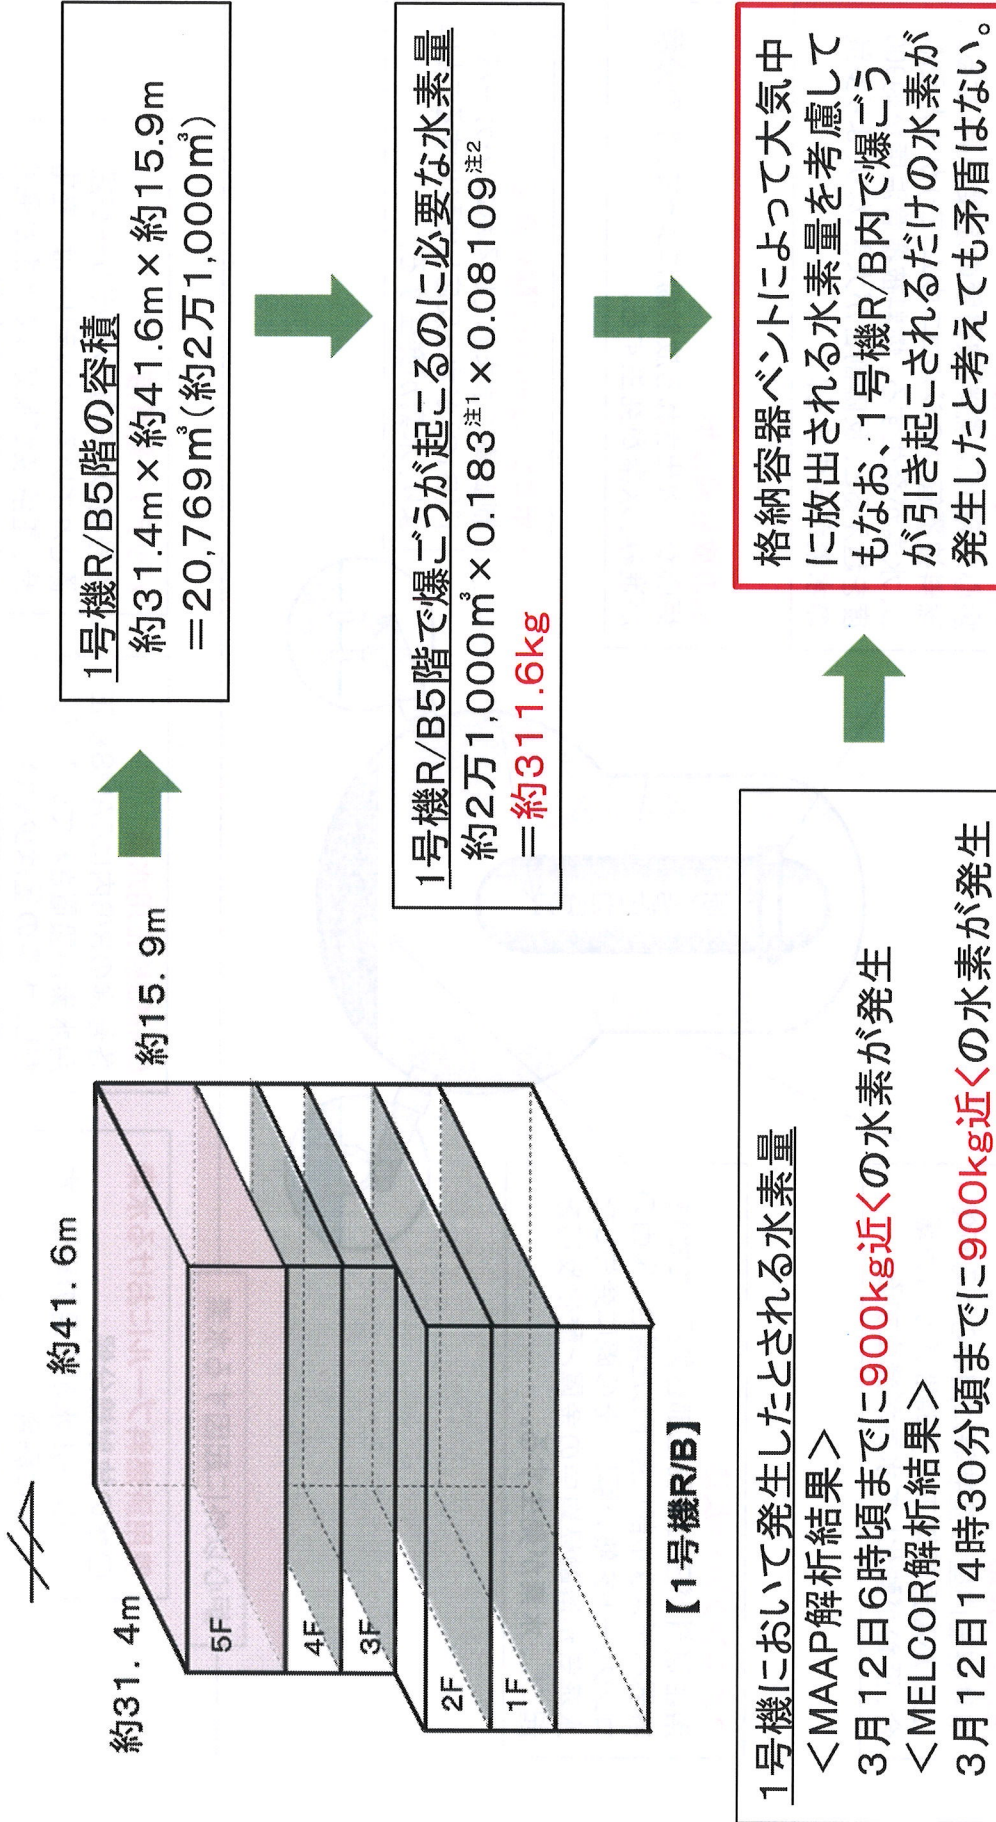 約31.4m
約41.6m
約15.9m
5F
4F
3F
2F
1F
【1号機R/B】
1号機R/B5階の容積
約31.4m×約41.6m×約15.9m
=20,769㎥(約2万1,000㎥)
1号機R/B5階で爆ごうが起こるのに必要な水素量
約2万1,000㎥×0.183注1×0.08109注2
=約311.6kg
1号機において発生したとされる水素量
<MAAP解析結果>
3月12日6時頃までに900kg近くの水素が発生
<MELCOR解析結果>
3月12日14時30分頃までに900kg近くの水素が発生
格納容器ベントによって大気中
に放出される水素量を考慮して
もなお、1号機R/B内で爆ごう
が引き起こされるだけの水素が
発生したと考えても矛盾はない。